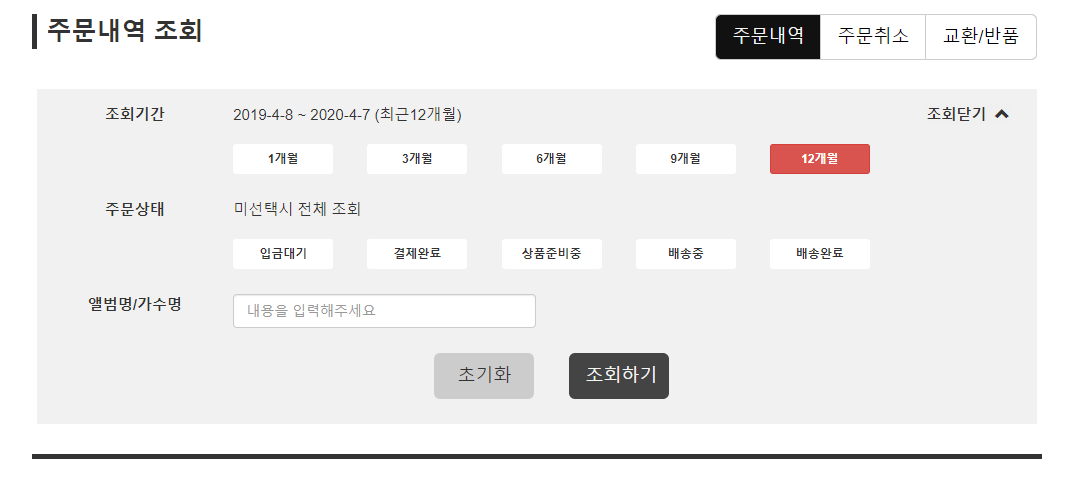 주문내역 조회
주문내역 주문취소 교환/반품
조회기간 2019-4-8 ~ 2020-4-7 (최근12개월) 조회닫기
1개월 3개월 6개월 9개월 12개월
주문상태 미선택시 전체 조회
입금대기 결제완료 상품준비중 배송중 배송완료
앨범명/가수명 내용을 입력해주세요
초기화 조회하기